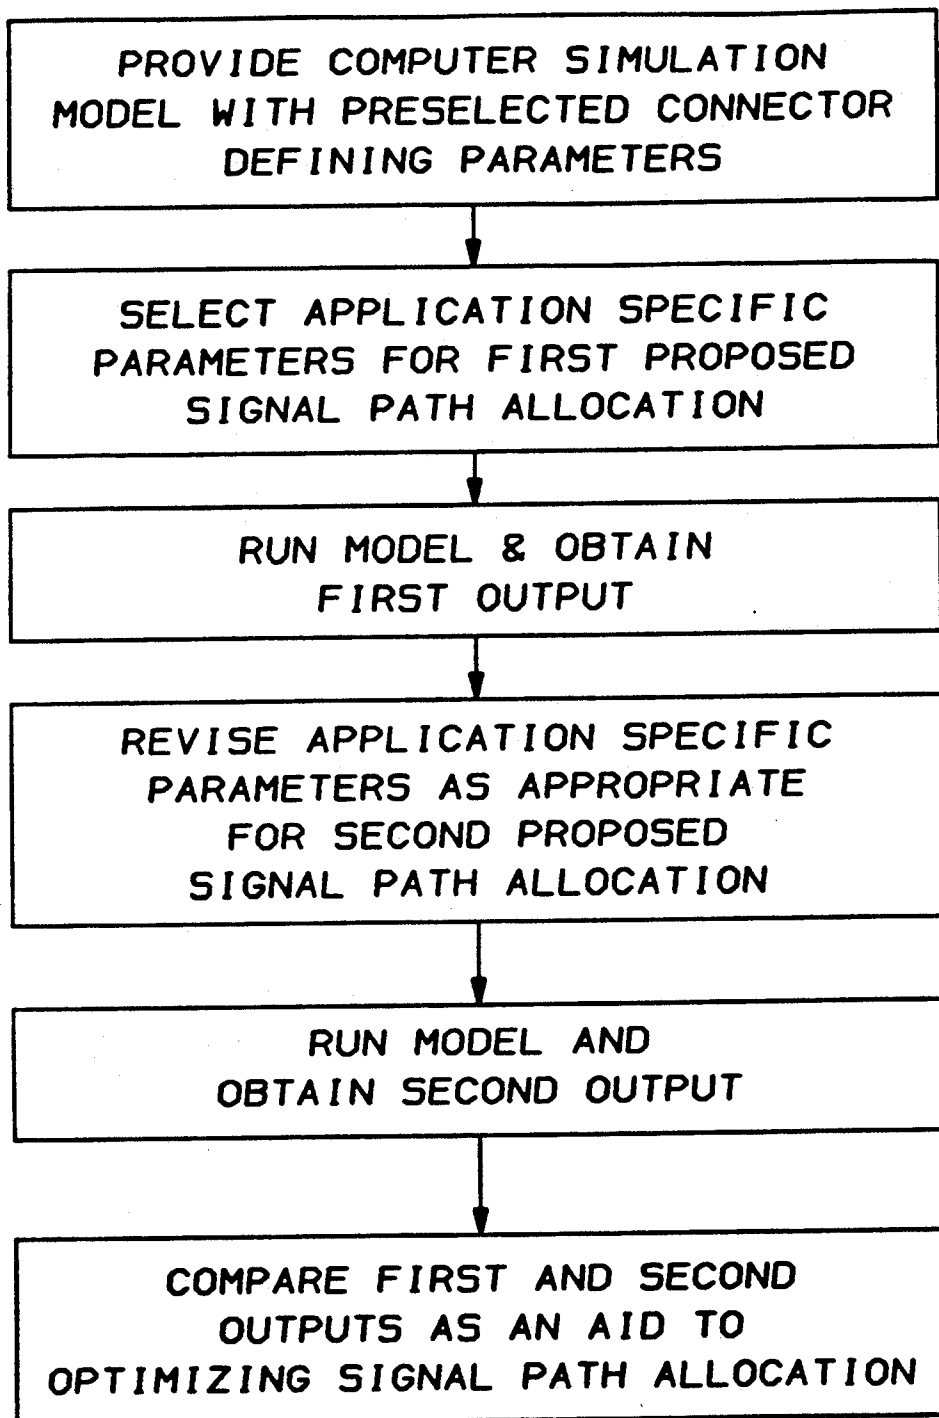 PROVIDE COMPUTER SIMULATION
MODEL WITH PRESELECTED CONNECTOR
DEFINING PARAMETERS
SELECT APPLICATION SPECIFIC
PARAMETERS FOR FIRST PROPOSED
SIGNAL PATH ALLOCATION
RUN MODEL & OBTAIN
FIRST OUTPUT
REVISE APPLICATION SPECIFIC
PARAMETERS AS APPROPRIATE
FOR SECOND PROPOSED
SIGNAL PATH ALLOCATION
RUN MODEL AND
OBTAIN SECOND OUTPUT
COMPARE FIRST AND SECOND
OUTPUTS AS AN AID TO
OPTIMIZING SIGNAL PATH ALLOCATION